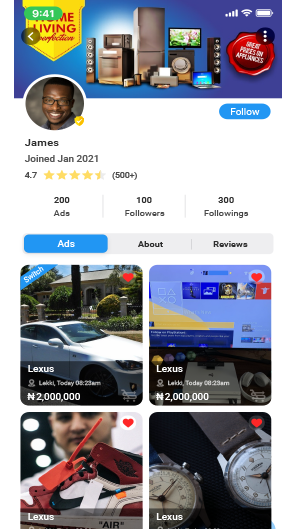 9:41
HOME
LIVING
perfection
GREAT
PRICES ON
APPLIANCES
Follow
James
Joined Jan 2021
4.7 (500+)
200 100 300
Ads Followers Followings
Ads About Reviews
Switch
Lexus
Lekki, Today 08:23am
₦2,000,000
Lexus
Lekki, Today 08:23am
₦2,000,000
Lexus
"AIR"
Lexus